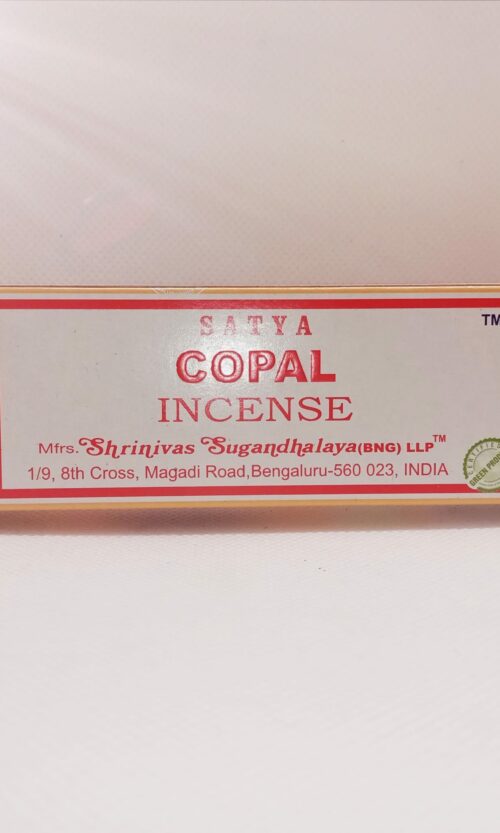 SATYA
TM
COPAL
INCENSE
Mfrs. Shrinivas Sugandhalaya(BNG) LLP™
1/9, 8th Cross, Magadi Road,Bengaluru-560 023, INDIA
GREEN